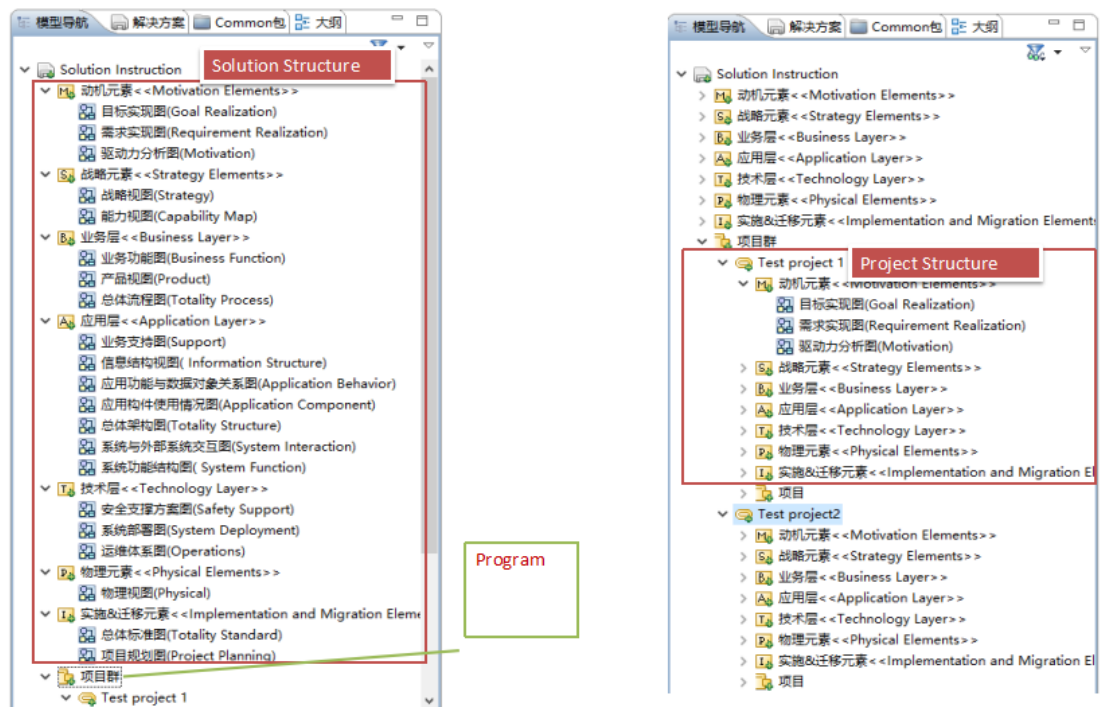 模型导航 解决方案 Common包 大纲
Solution Instruction
Solution Structure
动机元素<<Motivation Elements>>
目标实现图(Goal Realization)
需求实现图(Requirement Realization)
驱动力分析图(Motivation)
战略元素<<Strategy Elements>>
战略视图(Strategy)
能力视图(Capability Map)
业务层<<Business Layer>>
业务功能图(Business Function)
产品视图(Product)
总体流程图(Totality Process)
应用层<<Application Layer>>
业务支持图(Support)
信息结构视图( Information Structure)
应用功能与数据对象关系图(Application Behavior)
应用构件使用情况图(Application Component)
总体架构图(Totality Structure)
系统与外部系统交互图(System Interaction)
系统功能结构图( System Function)
技术层<<Technology Layer>>
安全支撑方案图(Safety Support)
系统部署图(System Deployment)
运维体系图(Operations)
物理元素<<Physical Elements>>
物理视图(Physical)
实施&迁移元素<<Implementation and Migration Eleme
总体标准图(Totality Standard)
项目规划图(Project Planning)
项目群
Test project 1
Program
模型导航 解决方案 Common包 大纲
Solution Instruction
动机元素<<Motivation Elements>>
战略元素<<Strategy Elements>>
业务层<<Business Layer>>
应用层<<Application Layer>>
技术层<<Technology Layer>>
物理元素<<Physical Elements>>
实施&迁移元素<<Implementation and Migration Elements
项目群
Test project 1
Project Structure
动机元素<<Motivation Elements>>
目标实现图(Goal Realization)
需求实现图(Requirement Realization)
驱动力分析图(Motivation)
战略元素<<Strategy Elements>>
业务层<<Business Layer>>
应用层<<Application Layer>>
技术层<<Technology Layer>>
物理元素<<Physical Elements>>
实施&迁移元素<<Implementation and Migration El
项目
Test project2
动机元素<<Motivation Elements>>
战略元素<<Strategy Elements>>
业务层<<Business Layer>>
应用层<<Application Layer>>
技术层<<Technology Layer>>
物理元素<<Physical Elements>>
实施&迁移元素<<Implementation and Migration El
项目